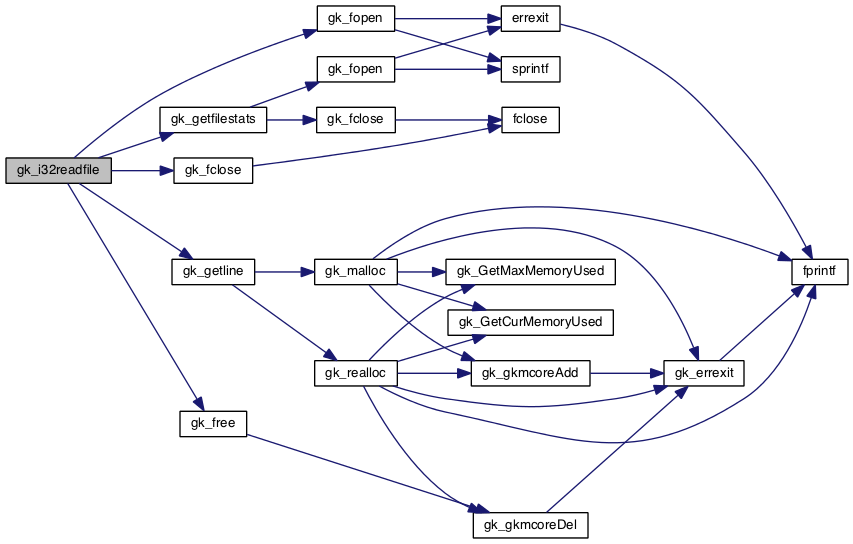 gk_fopen
errexit
gk_fopen
sprintf
gk_getfilestats
gk_fclose
fclose
gk_i32readfile
gk_fclose
gk_getline
gk_malloc
gk_GetMaxMemoryUsed
fprintf
gk_GetCurMemoryUsed
gk_realloc
gk_gkmcoreAdd
gk_errexit
gk_free
gk_gkmcoreDel